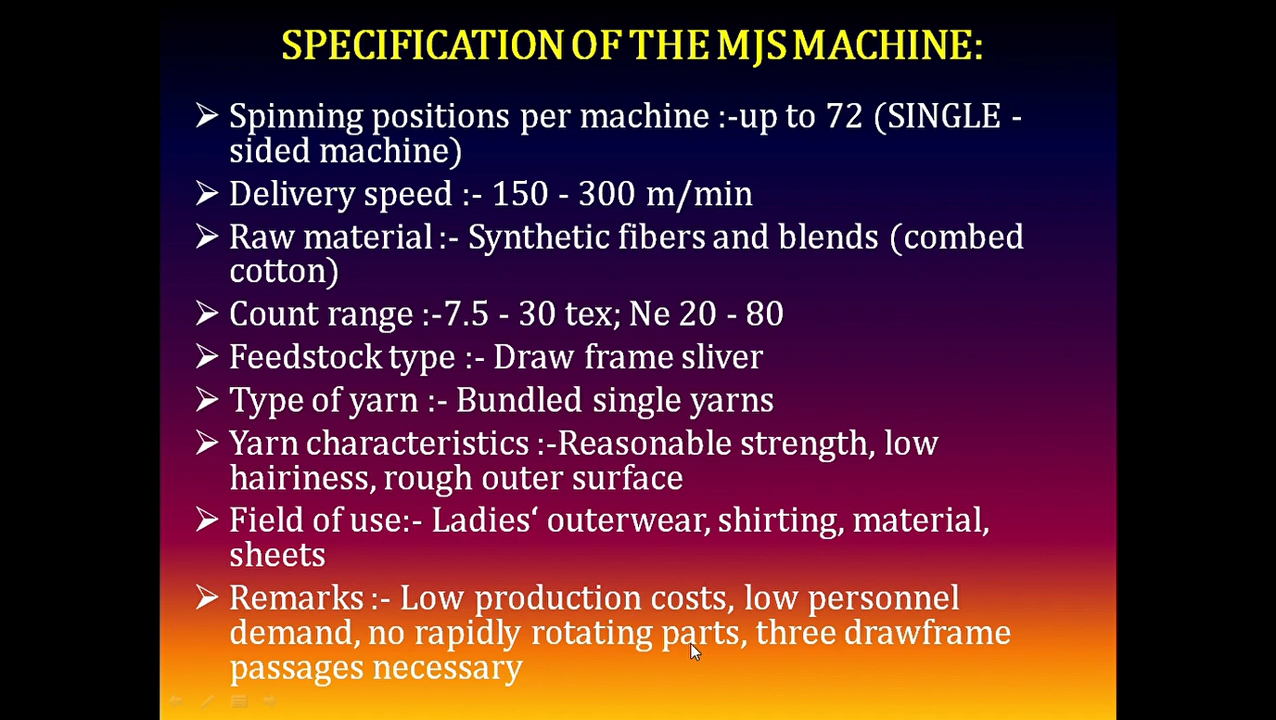 SPECIFICATION OF THE MJS MACHINE:
➢ Spinning positions per machine :-up to 72 (SINGLE -
sided machine)
➢ Delivery speed :- 150 - 300 m/min
➢ Raw material :- Synthetic fibers and blends (combed
cotton)
➢ Count range :-7.5 - 30 tex; Ne 20 - 80
➢ Feedstock type :- Draw frame sliver
➢ Type of yarn :- Bundled single yarns
➢ Yarn characteristics :-Reasonable strength, low
hairiness, rough outer surface
➢ Field of use:- Ladies‘ outerwear, shirting, material,
sheets
➢ Remarks :- Low production costs, low personnel
demand, no rapidly rotating parts, three drawframe
passages necessary